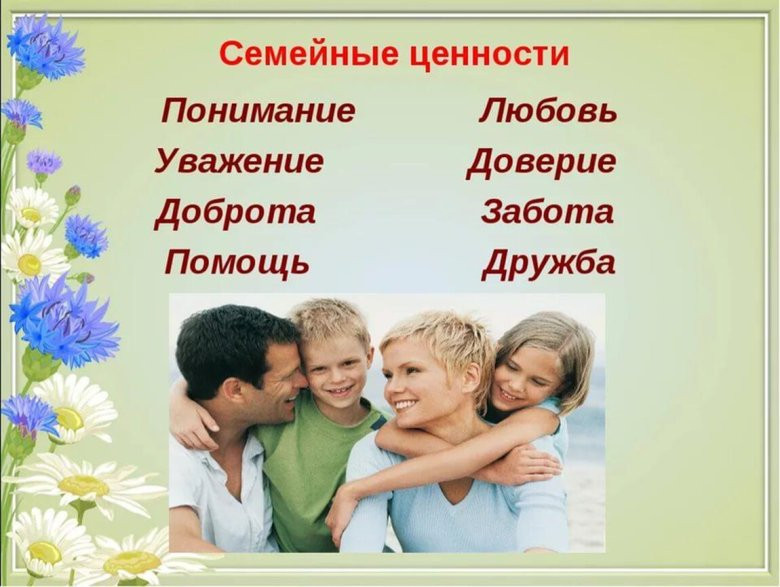 Семейные ценности
Понимание Любовь
Уважение Доверие
Доброта Забота
Помощь Дружба